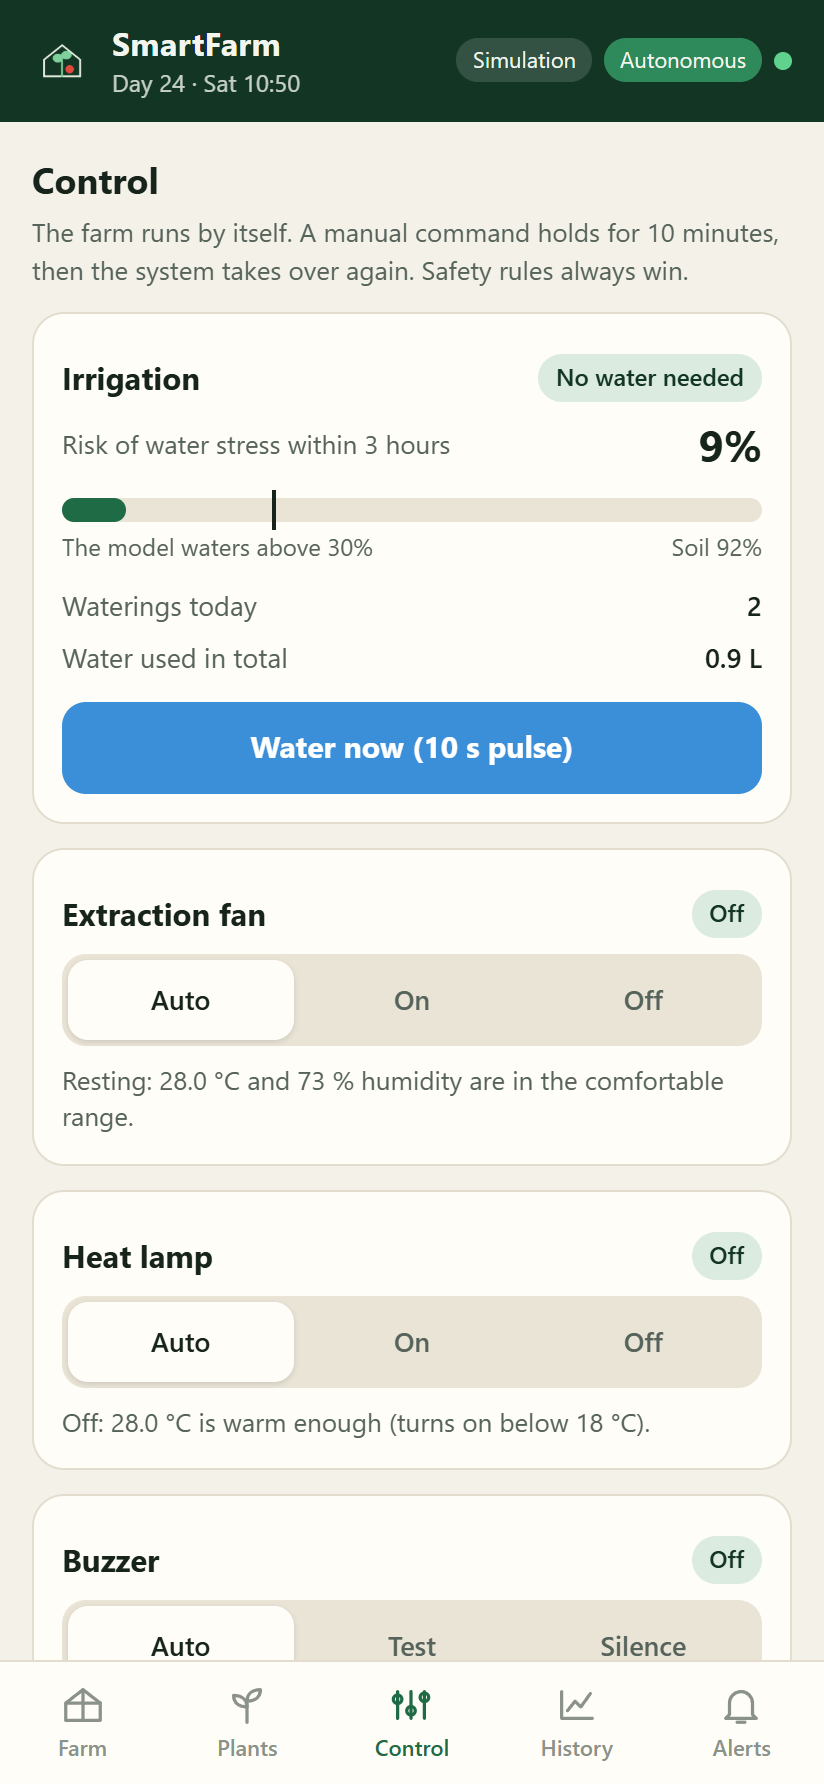 SmartFarm
Day 24 · Sat 10:50
Simulation
Autonomous
Control
The farm runs by itself. A manual command holds for 10 minutes,
then the system takes over again. Safety rules always win.
Irrigation
No water needed
Risk of water stress within 3 hours
9%
The model waters above 30%
Soil 92%
Waterings today
2
Water used in total
0.9 L
Water now (10 s pulse)
Extraction fan
Off
Auto
On
Off
Resting: 28.0 °C and 73 % humidity are in the comfortable
range.
Heat lamp
Off
Auto
On
Off
Off: 28.0 °C is warm enough (turns on below 18 °C).
Buzzer
Off
Auto
Test
Silence
Farm
Plants
Control
History
Alerts